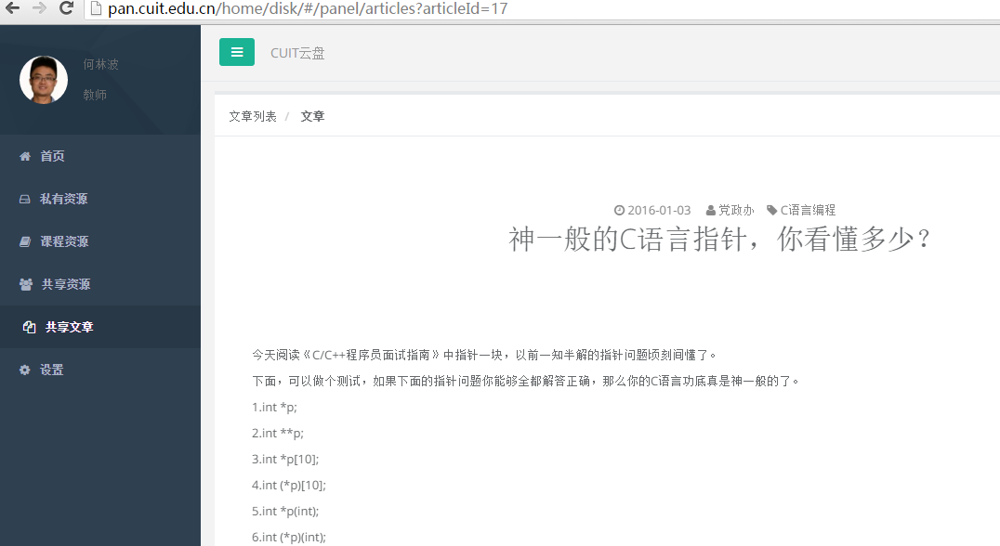 pan.cuit.edu.cn/home/disk/#/panel/articles?articleId=17
何林波
教师
首页
私有资源
课程资源
共享资源
共享文章
设置
CUIT云盘
文章列表 / 文章
2016-01-03 党政办 C语言编程
神一般的C语言指针，你看懂多少？
今天阅读《C/C++程序员面试指南》中指针一块，以前一知半解的指针问题顷刻间懂了。
下面，可以做个测试，如果下面的指针问题你能够全都解答正确，那么你的C语言功底真是神一般的了。
1.int *p;
2.int **p;
3.int *p[10];
4.int (*p)[10];
5.int *p(int);
6.int (*p)(int);